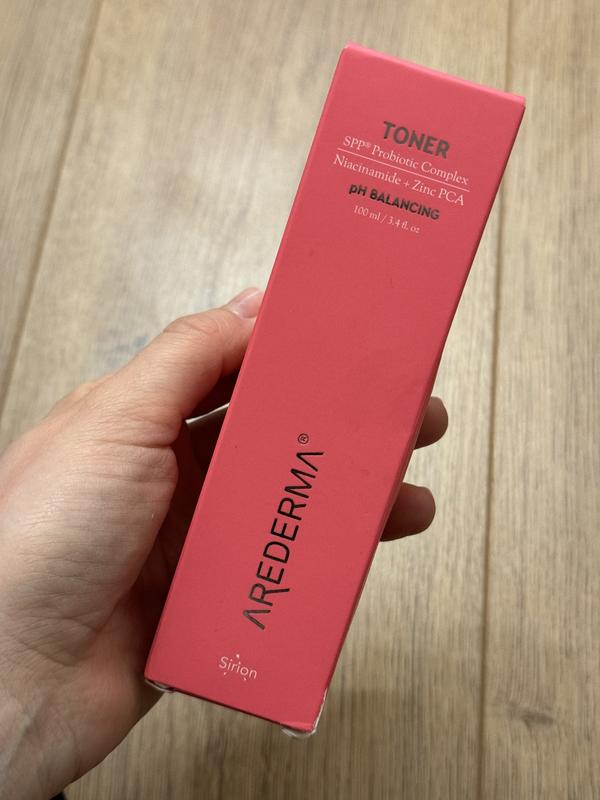 TONER
SPP® Probiotic Complex
Niacinamide + Zinc PCA
pH BALANCING
100 ml / 3.4 fl. oz
AREDERMA®
Sirion